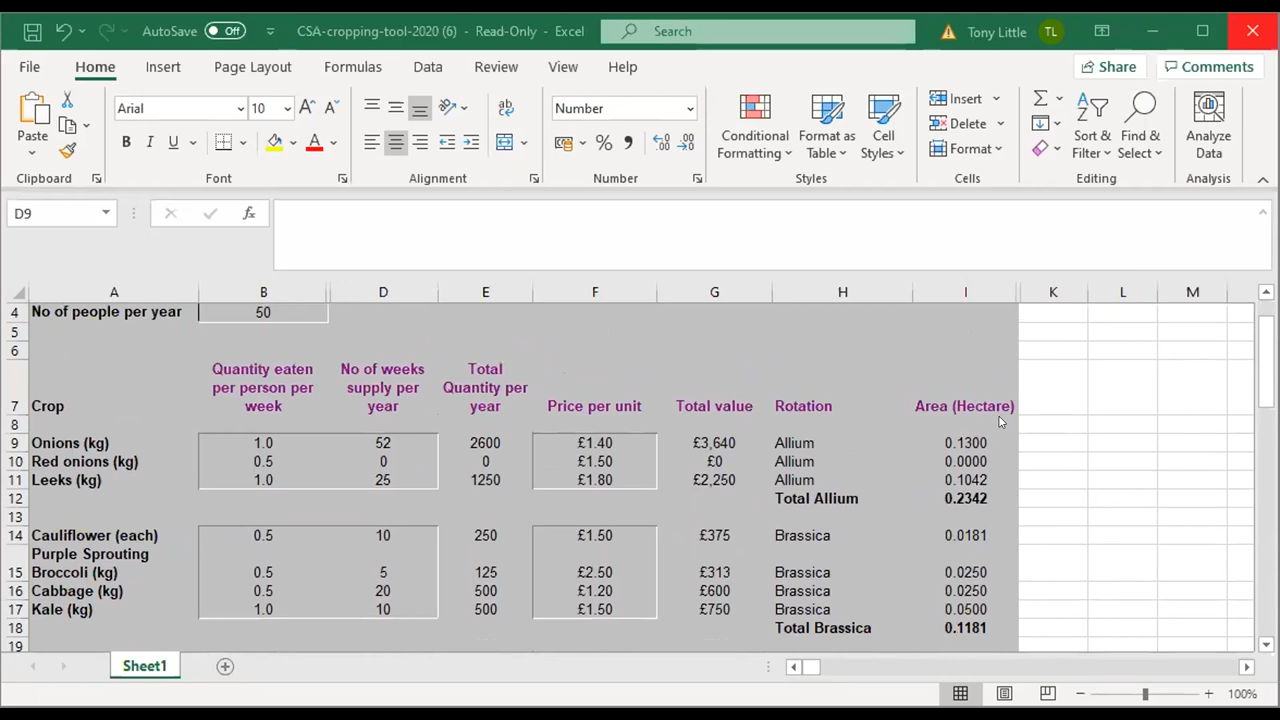 AutoSave Off CSA-cropping-tool-2020 (6) - Read-Only - Excel Search Tony Little TL
File Home Insert Page Layout Formulas Data Review View Help Share Comments
Paste Clipboard
Arial 10 B I U A Font
ab Alignment
Number % Number
Conditional Formatting Format as Table Cell Styles Styles
Insert Delete Format Cells
Sort & Filter Find & Select Editing
Analyze Data Analysis
D9 fx
A B D E F G H I K L M
4 No of people per year 50
5
6
7 Crop Quantity eaten per person per week No of weeks supply per year Total Quantity per year Price per unit Total value Rotation Area (Hectare)
8
9 Onions (kg) 1.0 52 2600 £1.40 £3,640 Allium 0.1300
10 Red onions (kg) 0.5 0 0 £1.50 £0 Allium 0.0000
11 Leeks (kg) 1.0 25 1250 £1.80 £2,250 Allium 0.1042
12 Total Allium 0.2342
13
14 Cauliflower (each) 0.5 10 250 £1.50 £375 Brassica 0.0181
15 Purple Sprouting Broccoli (kg) 0.5 5 125 £2.50 £313 Brassica 0.0250
16 Cabbage (kg) 0.5 20 500 £1.20 £600 Brassica 0.0250
17 Kale (kg) 1.0 10 500 £1.50 £750 Brassica 0.0500
18 Total Brassica 0.1181
19
Sheet1
100%